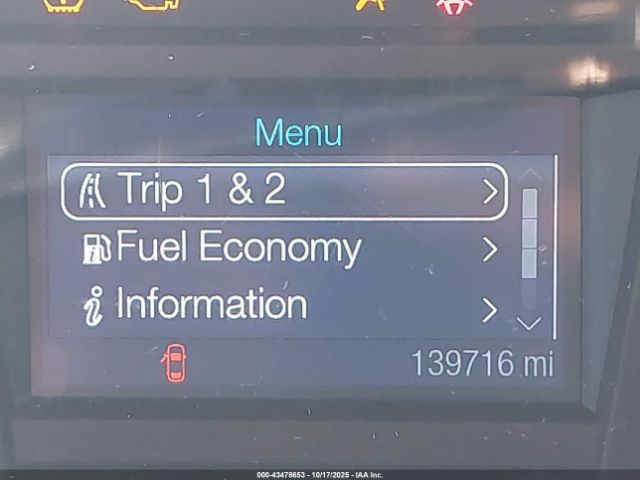 Menu
Trip 1 & 2
Fuel Economy
Information
139716 mi
000-43478653 - 10/17/2025 - IAA Inc.